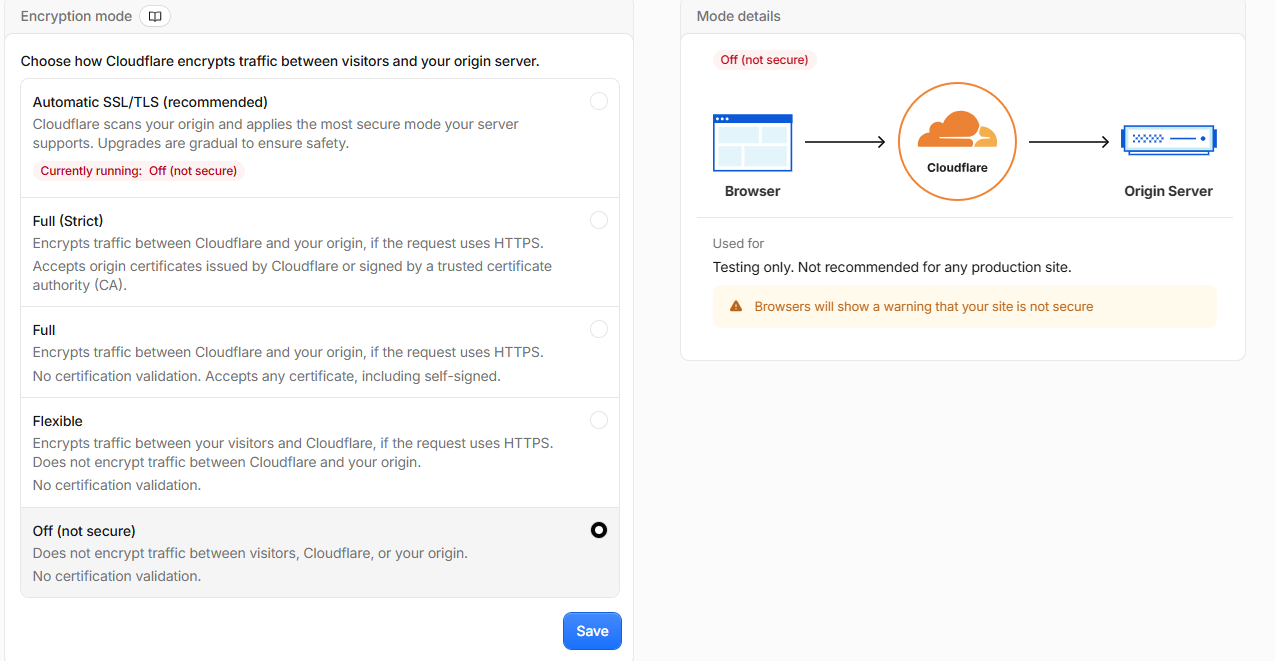 Encryption mode
Choose how Cloudflare encrypts traffic between visitors and your origin server.
Automatic SSL/TLS (recommended)
Cloudflare scans your origin and applies the most secure mode your server
supports. Upgrades are gradual to ensure safety.
Currently running: Off (not secure)
Full (Strict)
Encrypts traffic between Cloudflare and your origin, if the request uses HTTPS.
Accepts origin certificates issued by Cloudflare or signed by a trusted certificate
authority (CA).
Full
Encrypts traffic between Cloudflare and your origin, if the request uses HTTPS.
No certification validation. Accepts any certificate, including self-signed.
Flexible
Encrypts traffic between your visitors and Cloudflare, if the request uses HTTPS.
Does not encrypt traffic between Cloudflare and your origin.
No certification validation.
Off (not secure)
Does not encrypt traffic between visitors, Cloudflare, or your origin.
No certification validation.
Save
Mode details
Off (not secure)
Cloudflare
Browser
Origin Server
Used for
Testing only. Not recommended for any production site.
Browsers will show a warning that your site is not secure